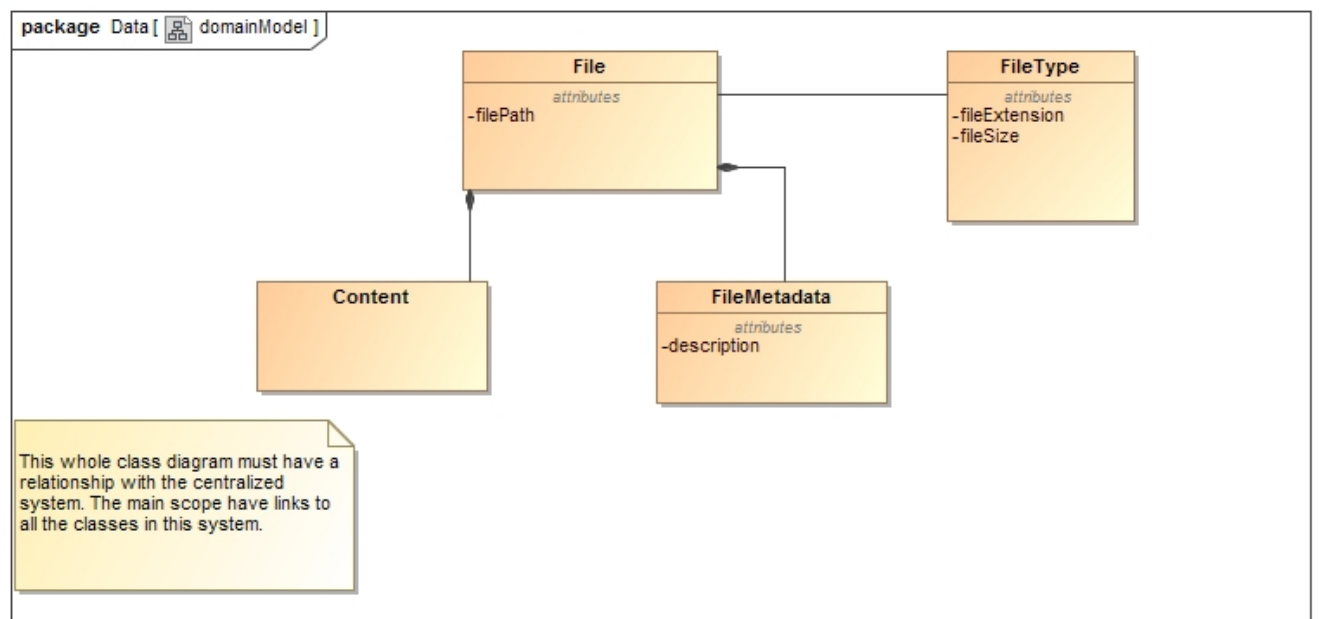 package Data [ domainModel ]
File
attributes
-filePath
FileType
attributes
-fileExtension
-fileSize
Content
FileMetadata
attributes
-description
This whole class diagram must have a
relationship with the centralized
system. The main scope have links to
all the classes in this system.